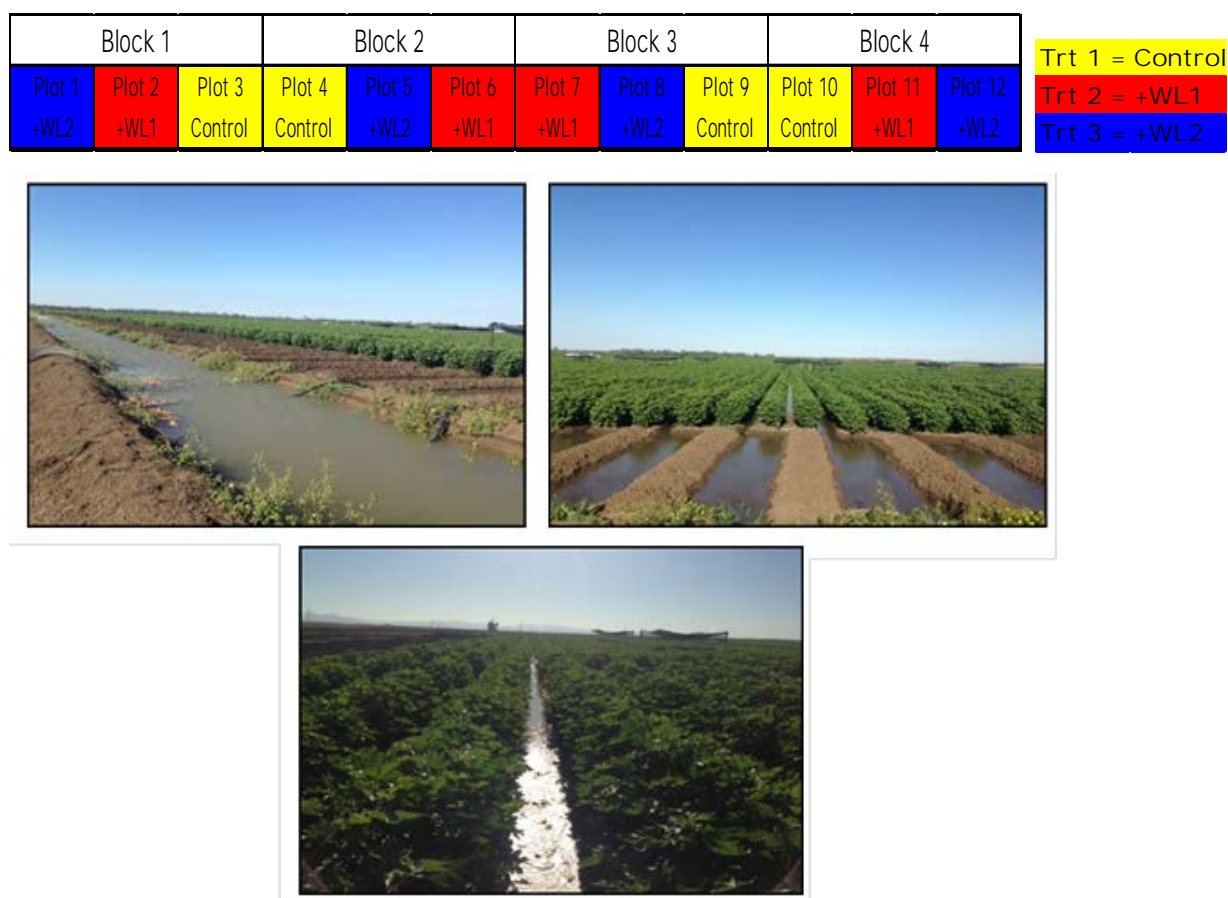 Block 1 Block 2 Block 3 Block 4
Plot 1 Plot 2 Plot 3 Plot 4 Plot 5 Plot 6 Plot 7 Plot 8 Plot 9 Plot 10 Plot 11 Plot 12
+WL2 +WL1 Control Control +WL2 +WL1 +WL1 +WL2 Control Control +WL1 +WL2
Trt 1 = Control
Trt 2 = +WL1
Trt 3 = +WL2